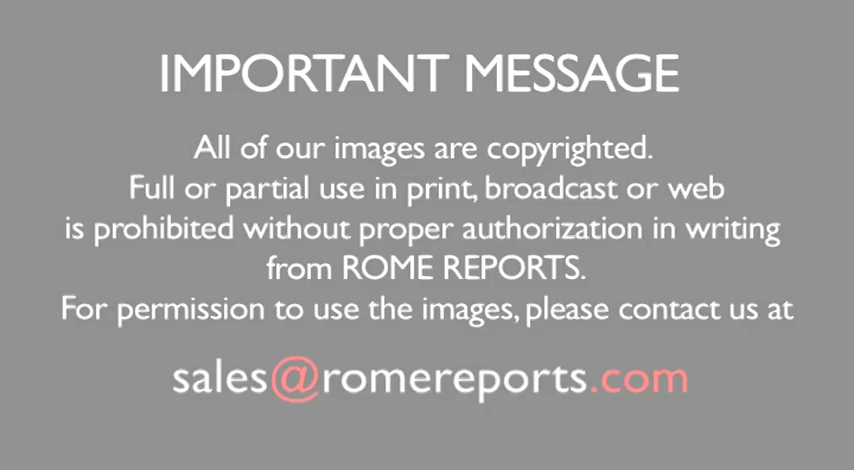 IMPORTANT MESSAGE
All of our images are copyrighted.
Full or partial use in print, broadcast or web
is prohibited without proper authorization in writing
from ROME REPORTS.
For permission to use the images, please contact us at
sales@romereports.com